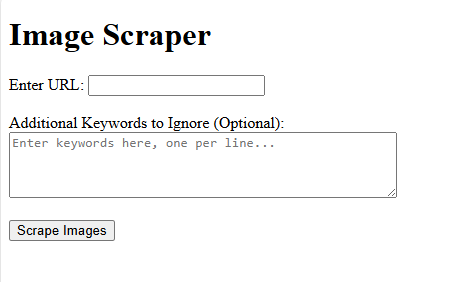 Image Scraper
Enter URL:
Additional Keywords to Ignore (Optional):
Enter keywords here, one per line...
Scrape Images